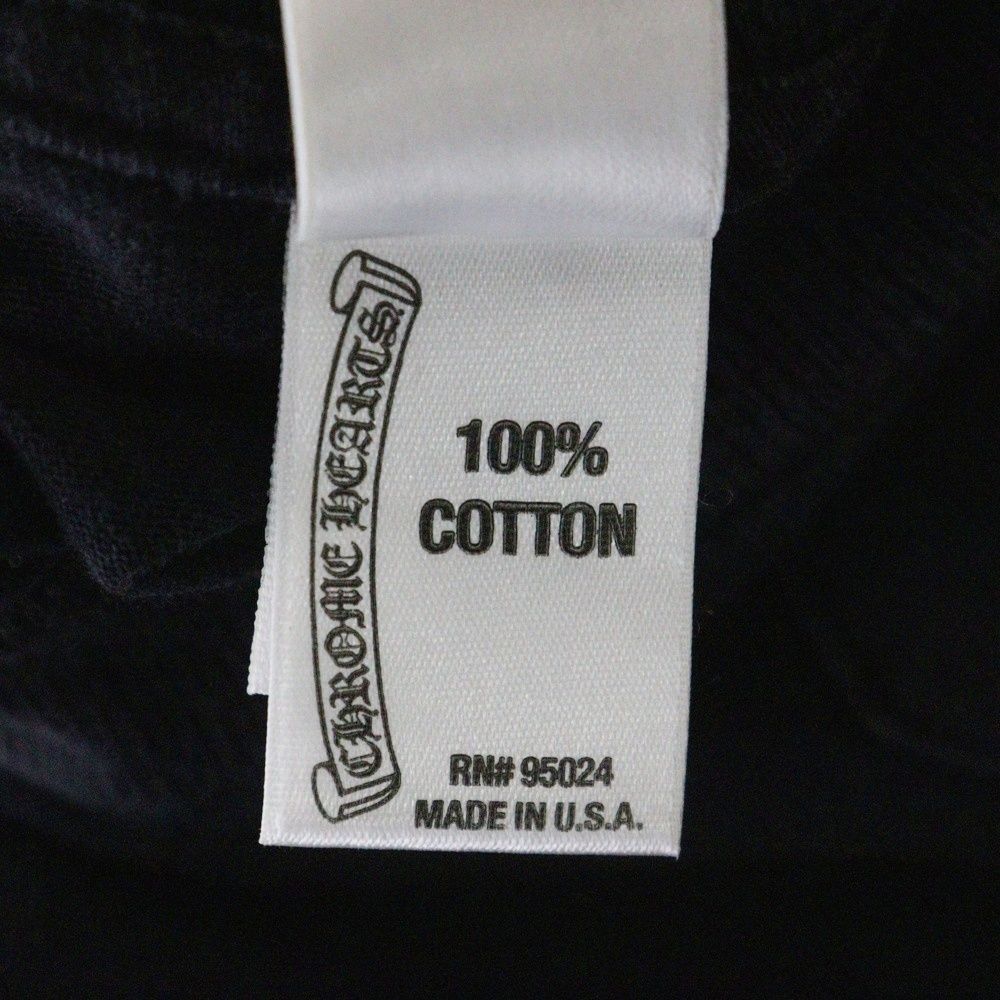 CHROME HEARTS
100%
COTTON
RN# 95024
MADE IN U.S.A.